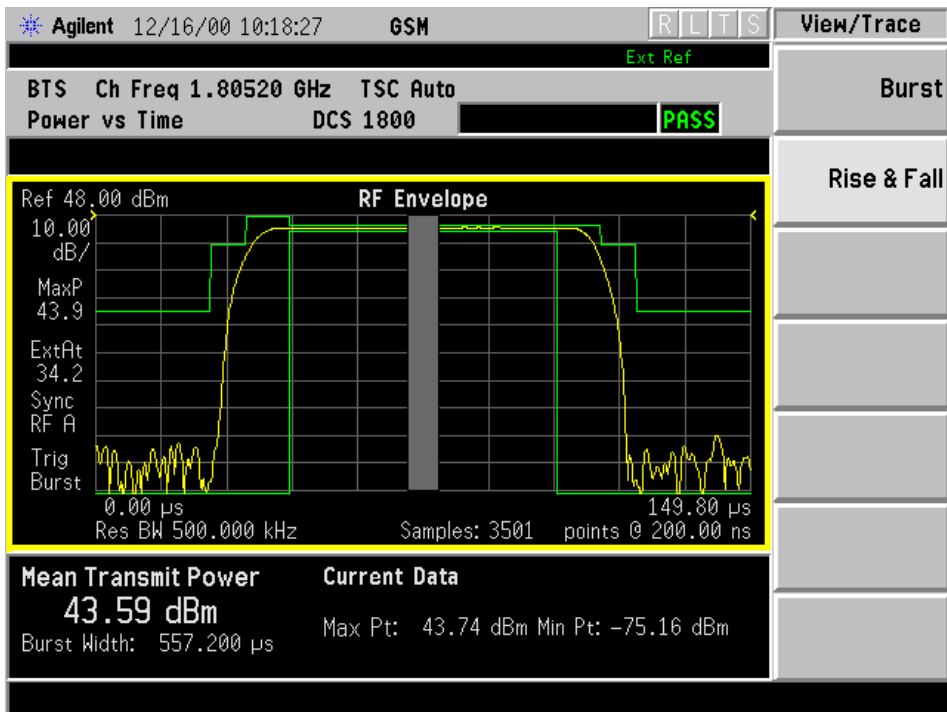 Agilent 12/16/00 10:18:27 GSM R L T S View/Trace
Ext Ref
BTS Ch Freq 1.80520 GHz TSC Auto
Power vs Time DCS 1800 PASS
Burst
Rise & Fall
Ref 48.00 dBm RF Envelope
10.00
dB/
MaxP
43.9
ExtAt
34.2
Sync
RF A
Trig
Burst
0.00 µs 149.80 µs
Res BW 500.000 kHz Samples: 3501 points @ 200.00 ns
Mean Transmit Power Current Data
43.59 dBm
Max Pt: 43.74 dBm Min Pt: -75.16 dBm
Burst Width: 557.200 µs